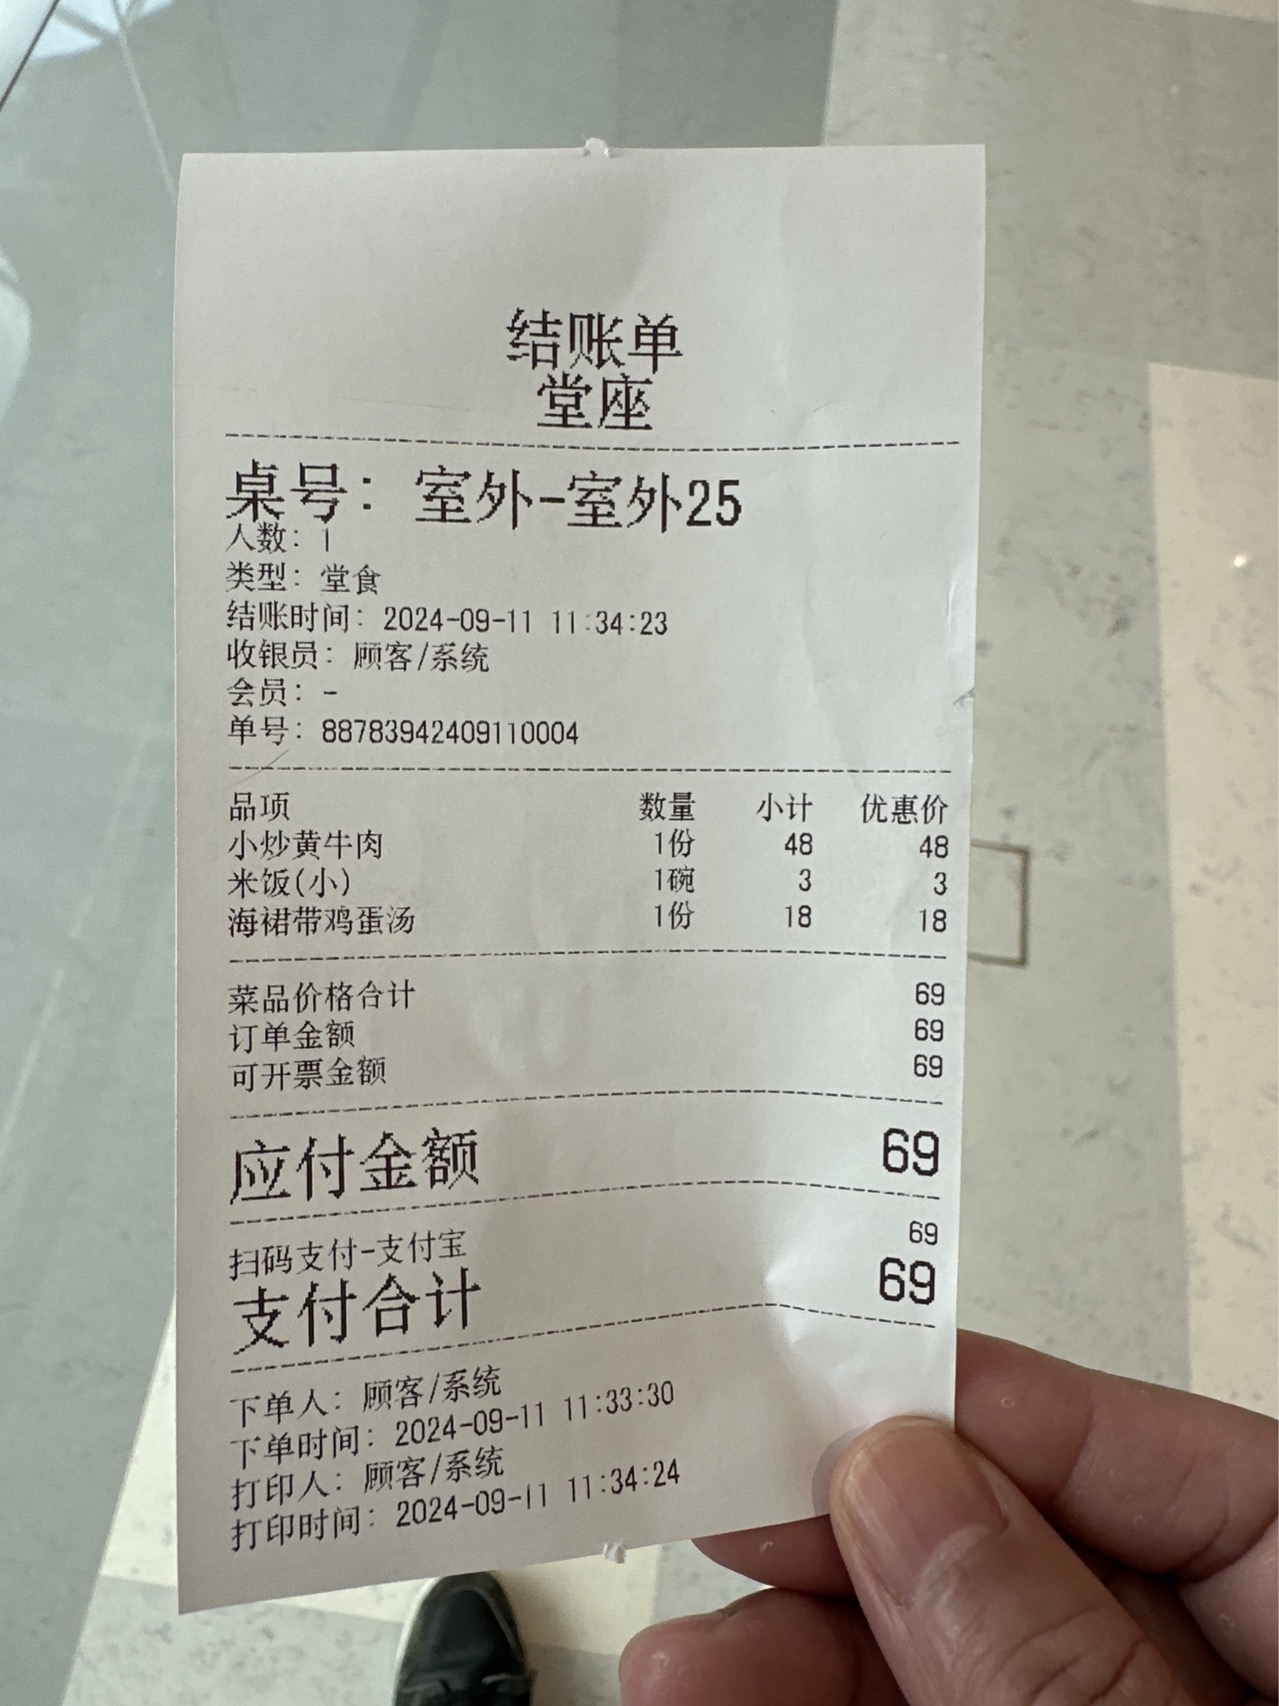 结账单
堂座
桌号：室外-室外25
人数：1
类型：堂食
结账时间：2024-09-11 11:34:23
收银员：顾客/系统
会员：-
单号：88783942409110004
品项 数量 小计 优惠价
小炒黄牛肉 1份 48 48
米饭(小) 1碗 3 3
海裙带鸡蛋汤 1份 18 18
菜品价格合计 69
订单金额 69
可开票金额 69
应付金额 69
扫码支付-支付宝 69
支付合计 69
下单人：顾客/系统
下单时间：2024-09-11 11:33:30
打印人：顾客/系统
打印时间：2024-09-11 11:34:24